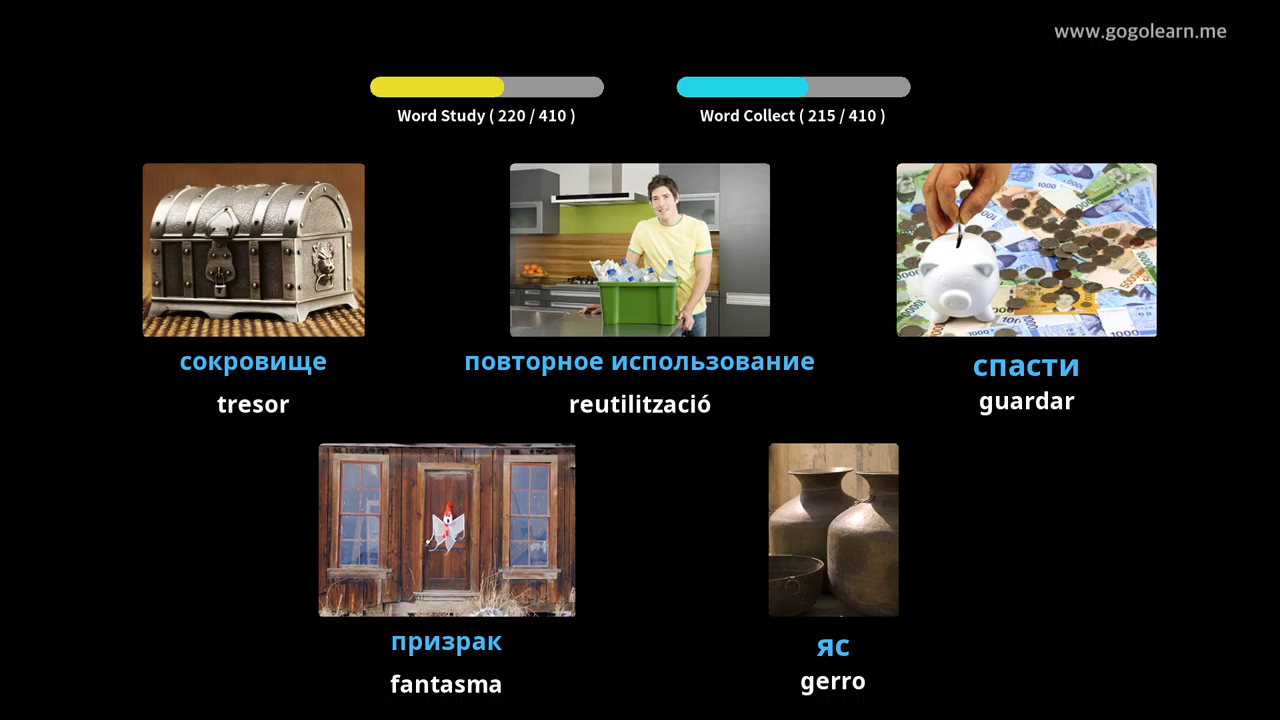 www.gogolearn.me
Word Study ( 220 / 410 )
Word Collect ( 215 / 410 )
сокровище
tresor
повторное использование
reutilització
спасти
guardar
призрак
fantasma
яс
gerro